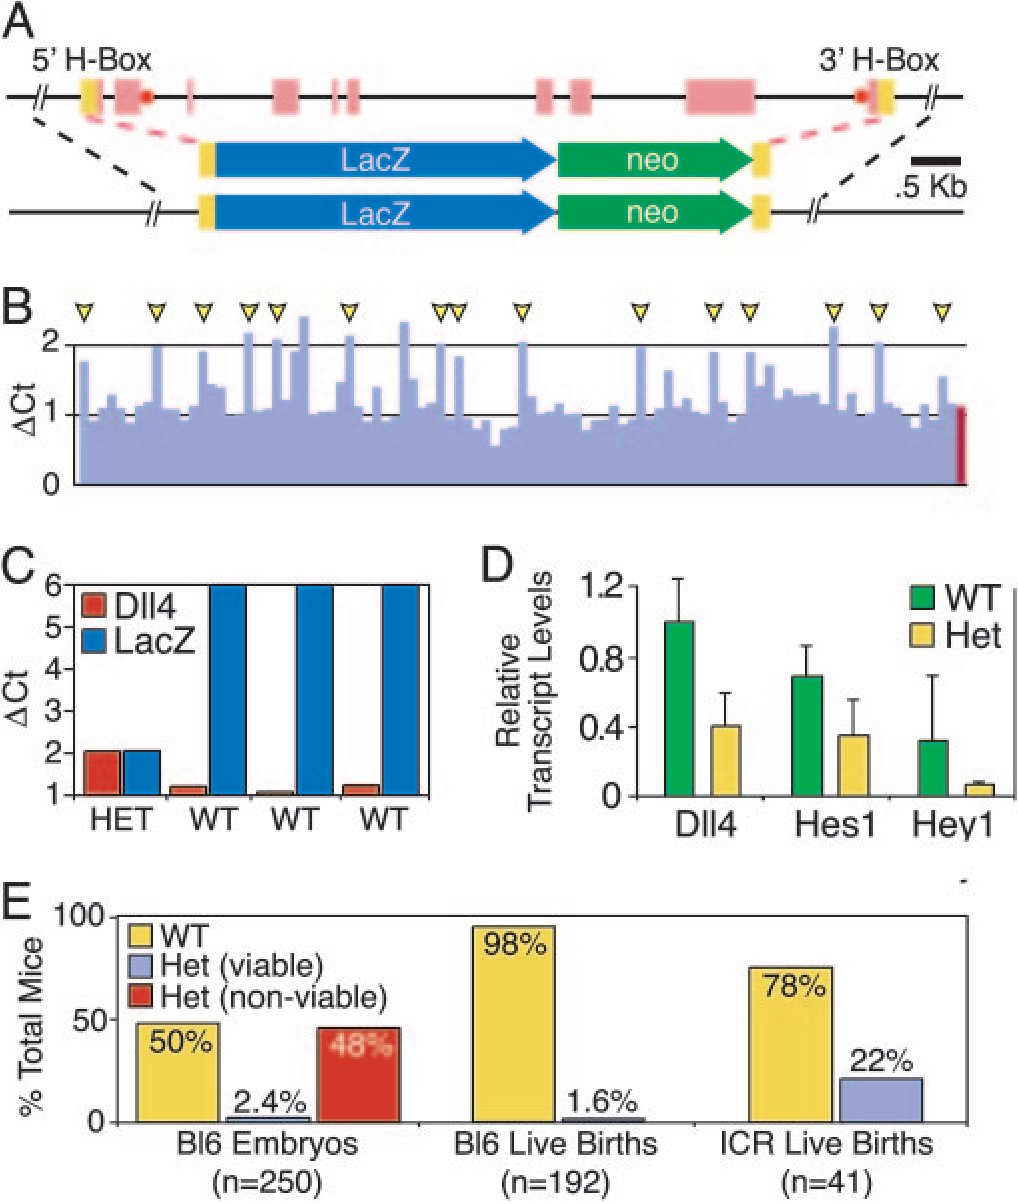 A
5' H-Box
3' H-Box
LacZ
neo
.5 Kb
LacZ
neo
B
2
1
0
ΔCt
C
6
5
4
3
2
1
ΔCt
Dll4
LacZ
HET
WT
WT
WT
D
Relative
Transcript Levels
1.2
0.8
0.4
0
WT
Het
Dll4
Hes1
Hey1
E
% Total Mice
100
50
0
WT
Het (viable)
Het (non-viable)
50%
2.4%
48%
98%
1.6%
78%
22%
Bl6 Embryos
(n=250)
Bl6 Live Births
(n=192)
ICR Live Births
(n=41)